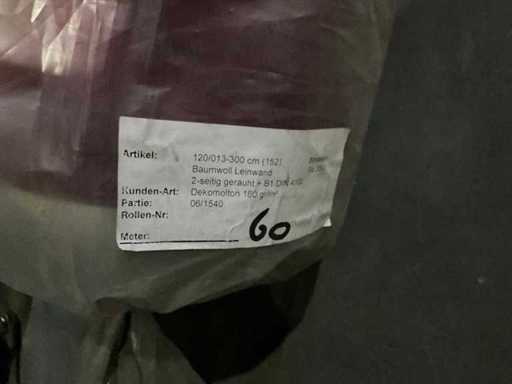 Artikel: 120/013-300 cm (152)
Baumwoll Leinwand
2-seitig gerauht + B1 DIN
Kunden-Art: Dekomolton 160 gr/m²
Partie: 06/1540
Rollen-Nr:
Meter: 60